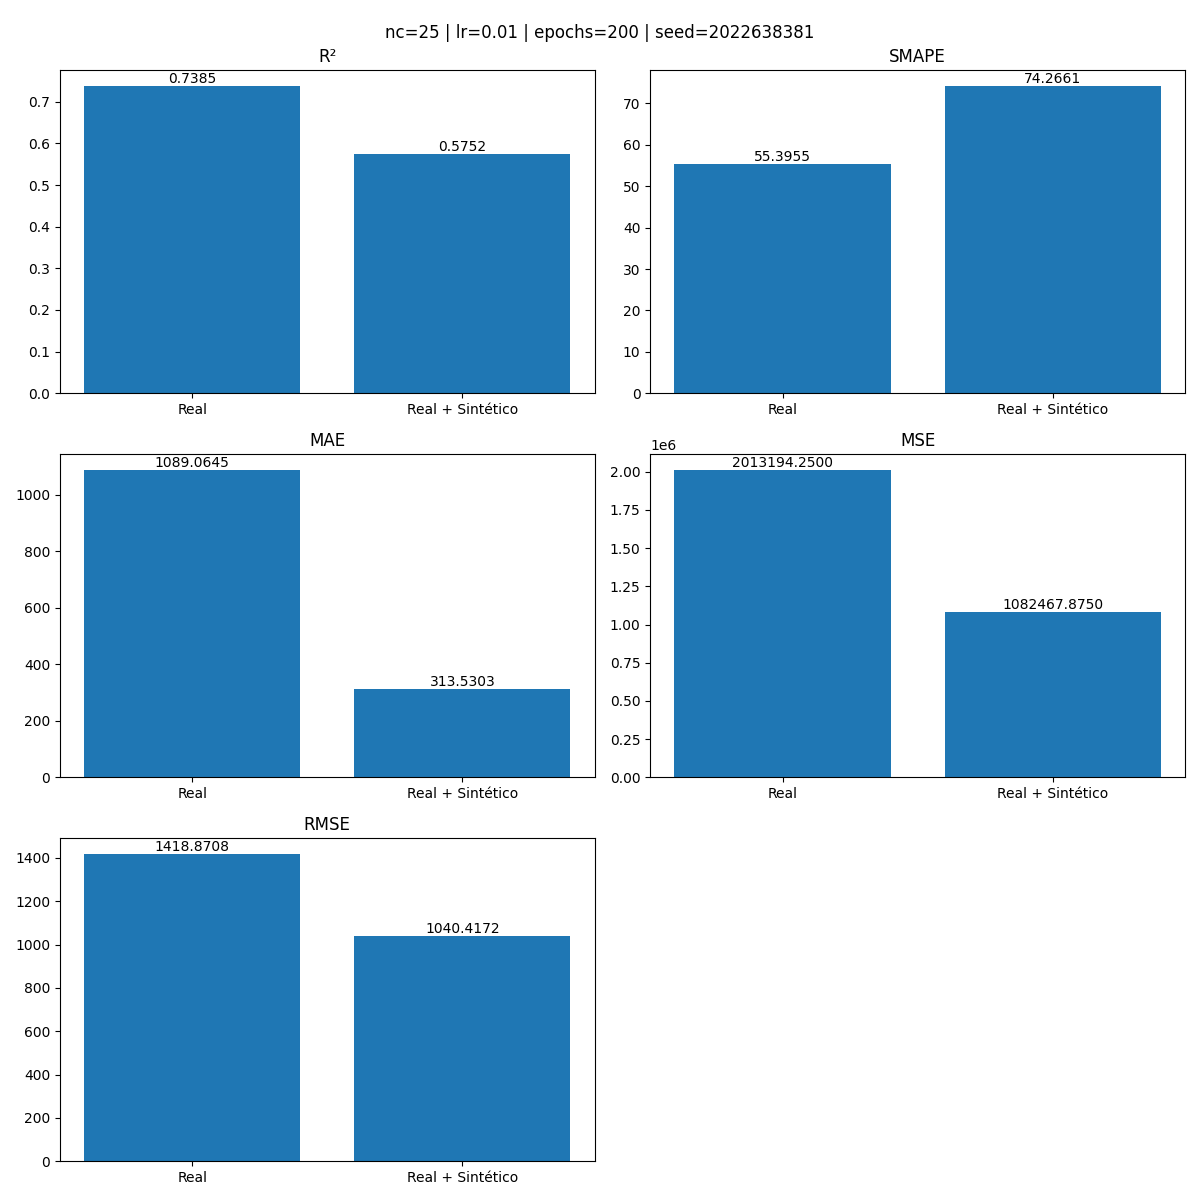 nc=25 | lr=0.01 | epochs=200 | seed=2022638381
R²
0.7385
0.5752
0.7
0.6
0.5
0.4
0.3
0.2
0.1
0.0
Real
Real + Sintético
SMAPE
74.2661
55.3955
70
60
50
40
30
20
10
0
Real
Real + Sintético
MAE
1089.0645
313.5303
1000
800
600
400
200
0
Real
Real + Sintético
MSE
1e6
2013194.2500
1082467.8750
2.00
1.75
1.50
1.25
1.00
0.75
0.50
0.25
0.00
Real
Real + Sintético
RMSE
1418.8708
1040.4172
1400
1200
1000
800
600
400
200
0
Real
Real + Sintético